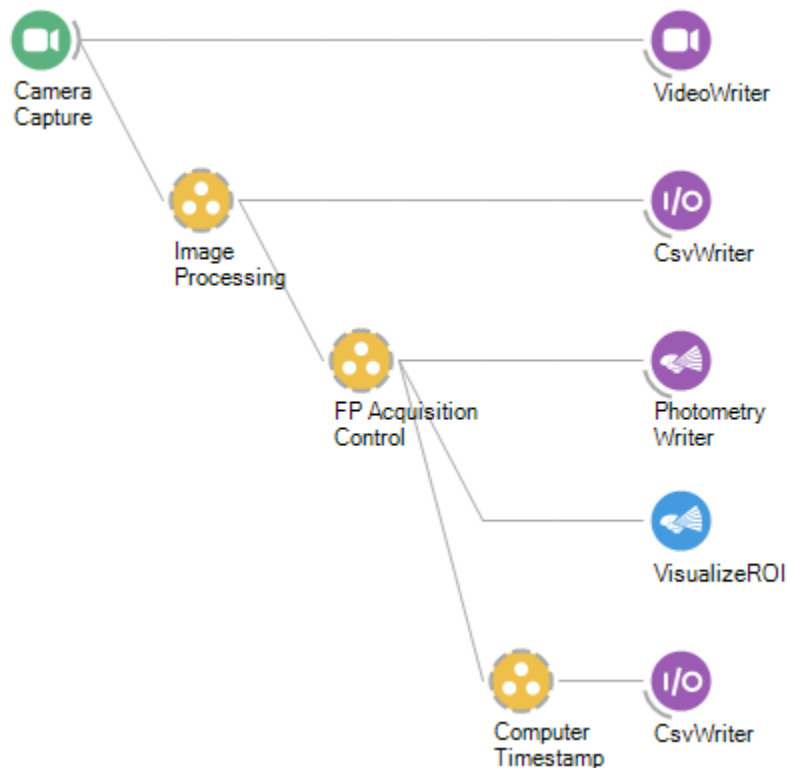 Camera
Capture
VideoWriter
Image
Processing
I/O
CsvWriter
FP Acquisition
Control
Photometry
Writer
VisualizeROI
Computer
Timestamp
I/O
CsvWriter